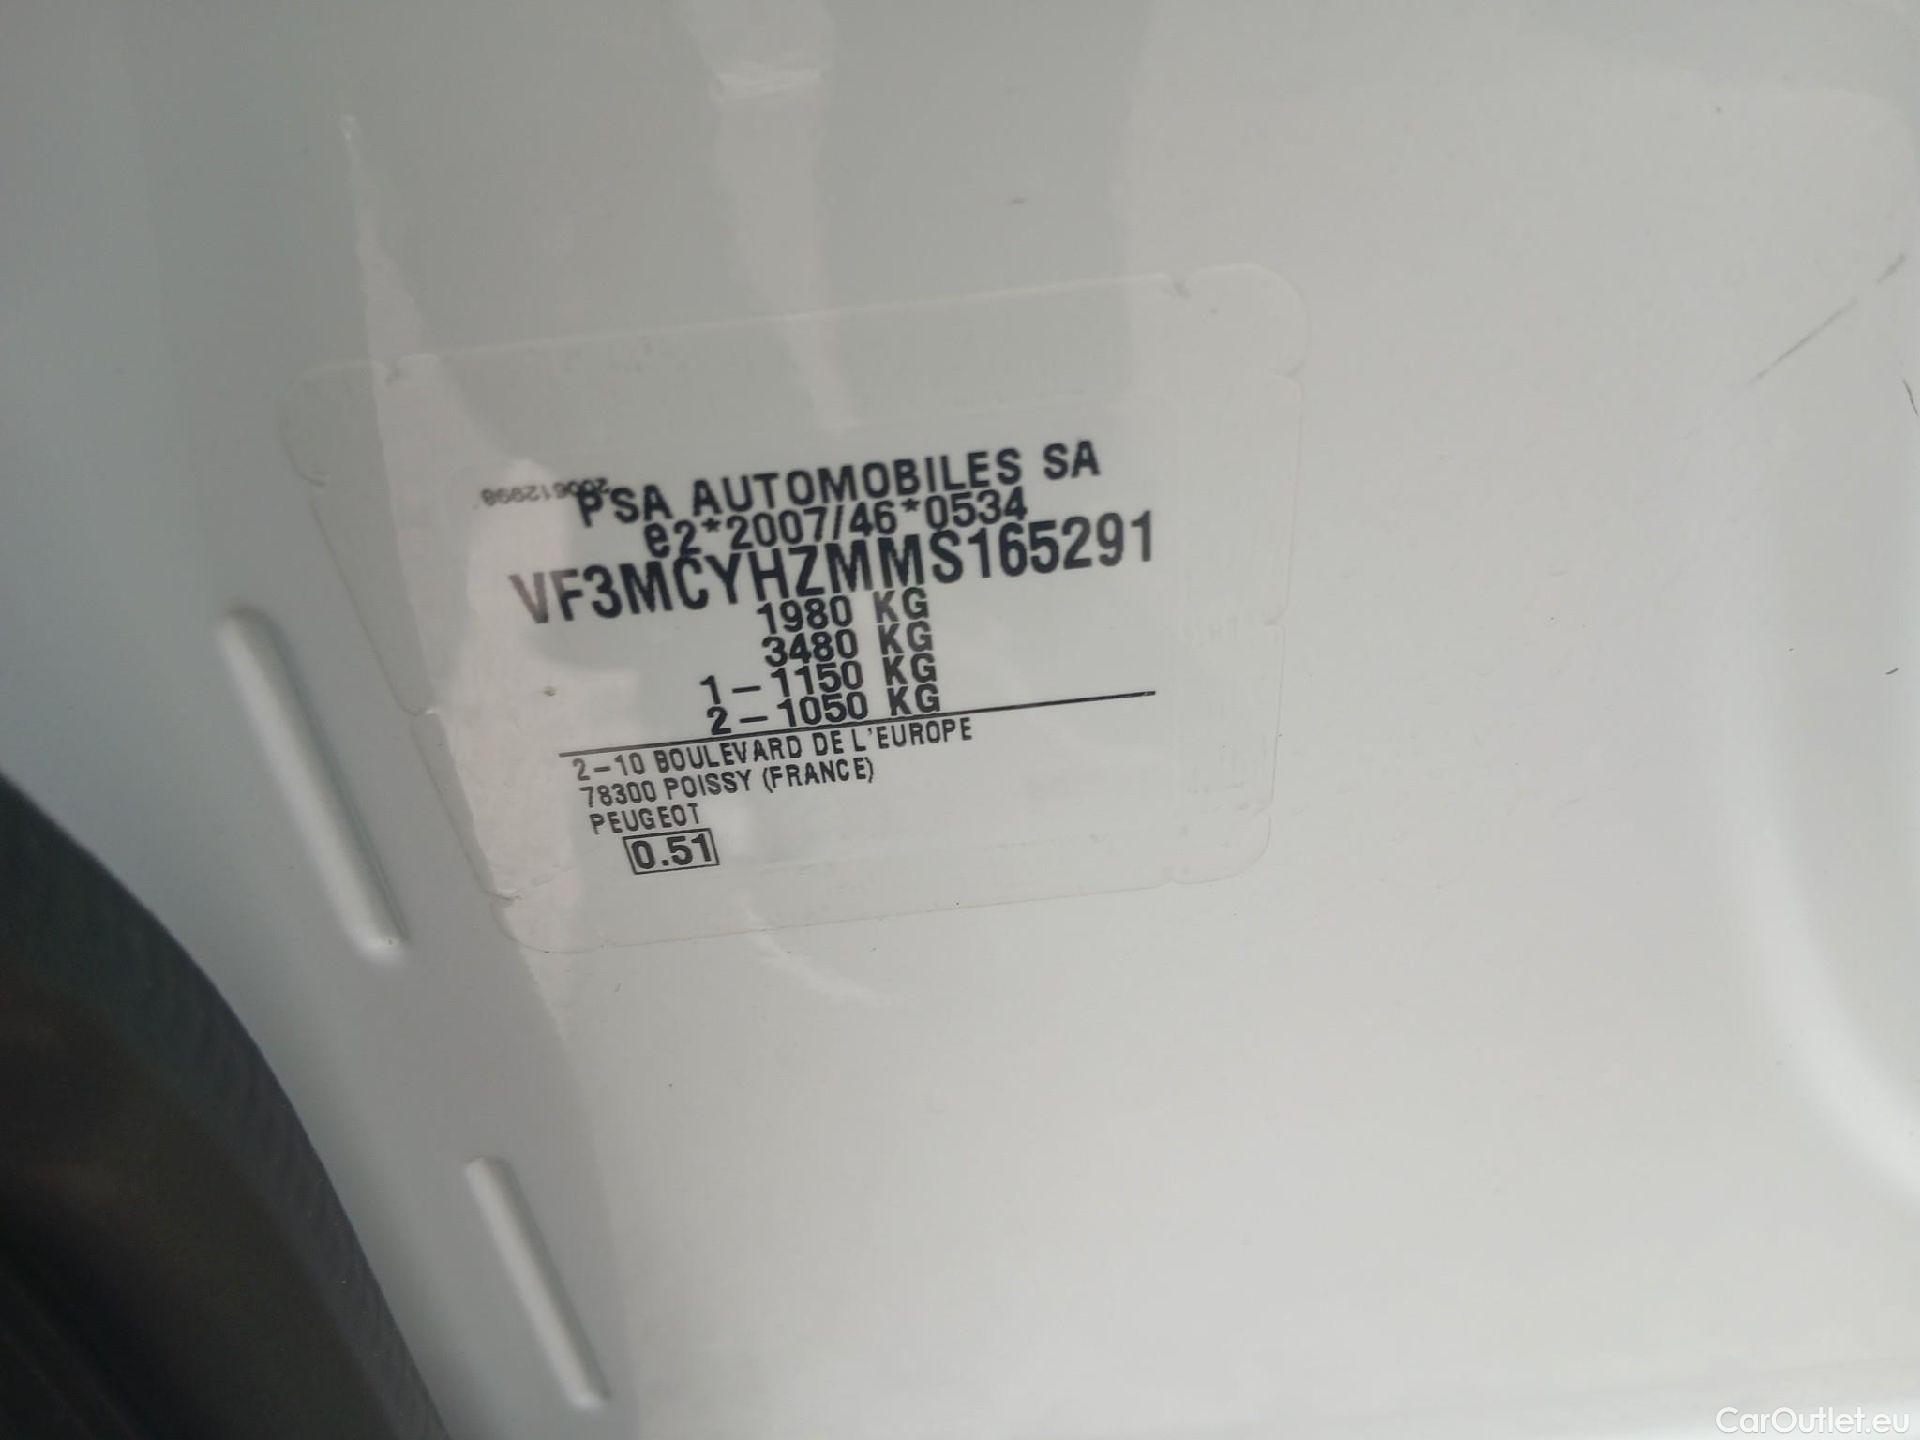 PSA AUTOMOBILES SA
e2*2007/46*0534
VF3MCYHZMMS165291
1980 KG
3480 KG
1-1150 KG
2-1050 KG
2-10 BOULEVARD DE L'EUROPE
78300 POISSY (FRANCE)
PEUGEOT
0.51
CarOutlet.eu